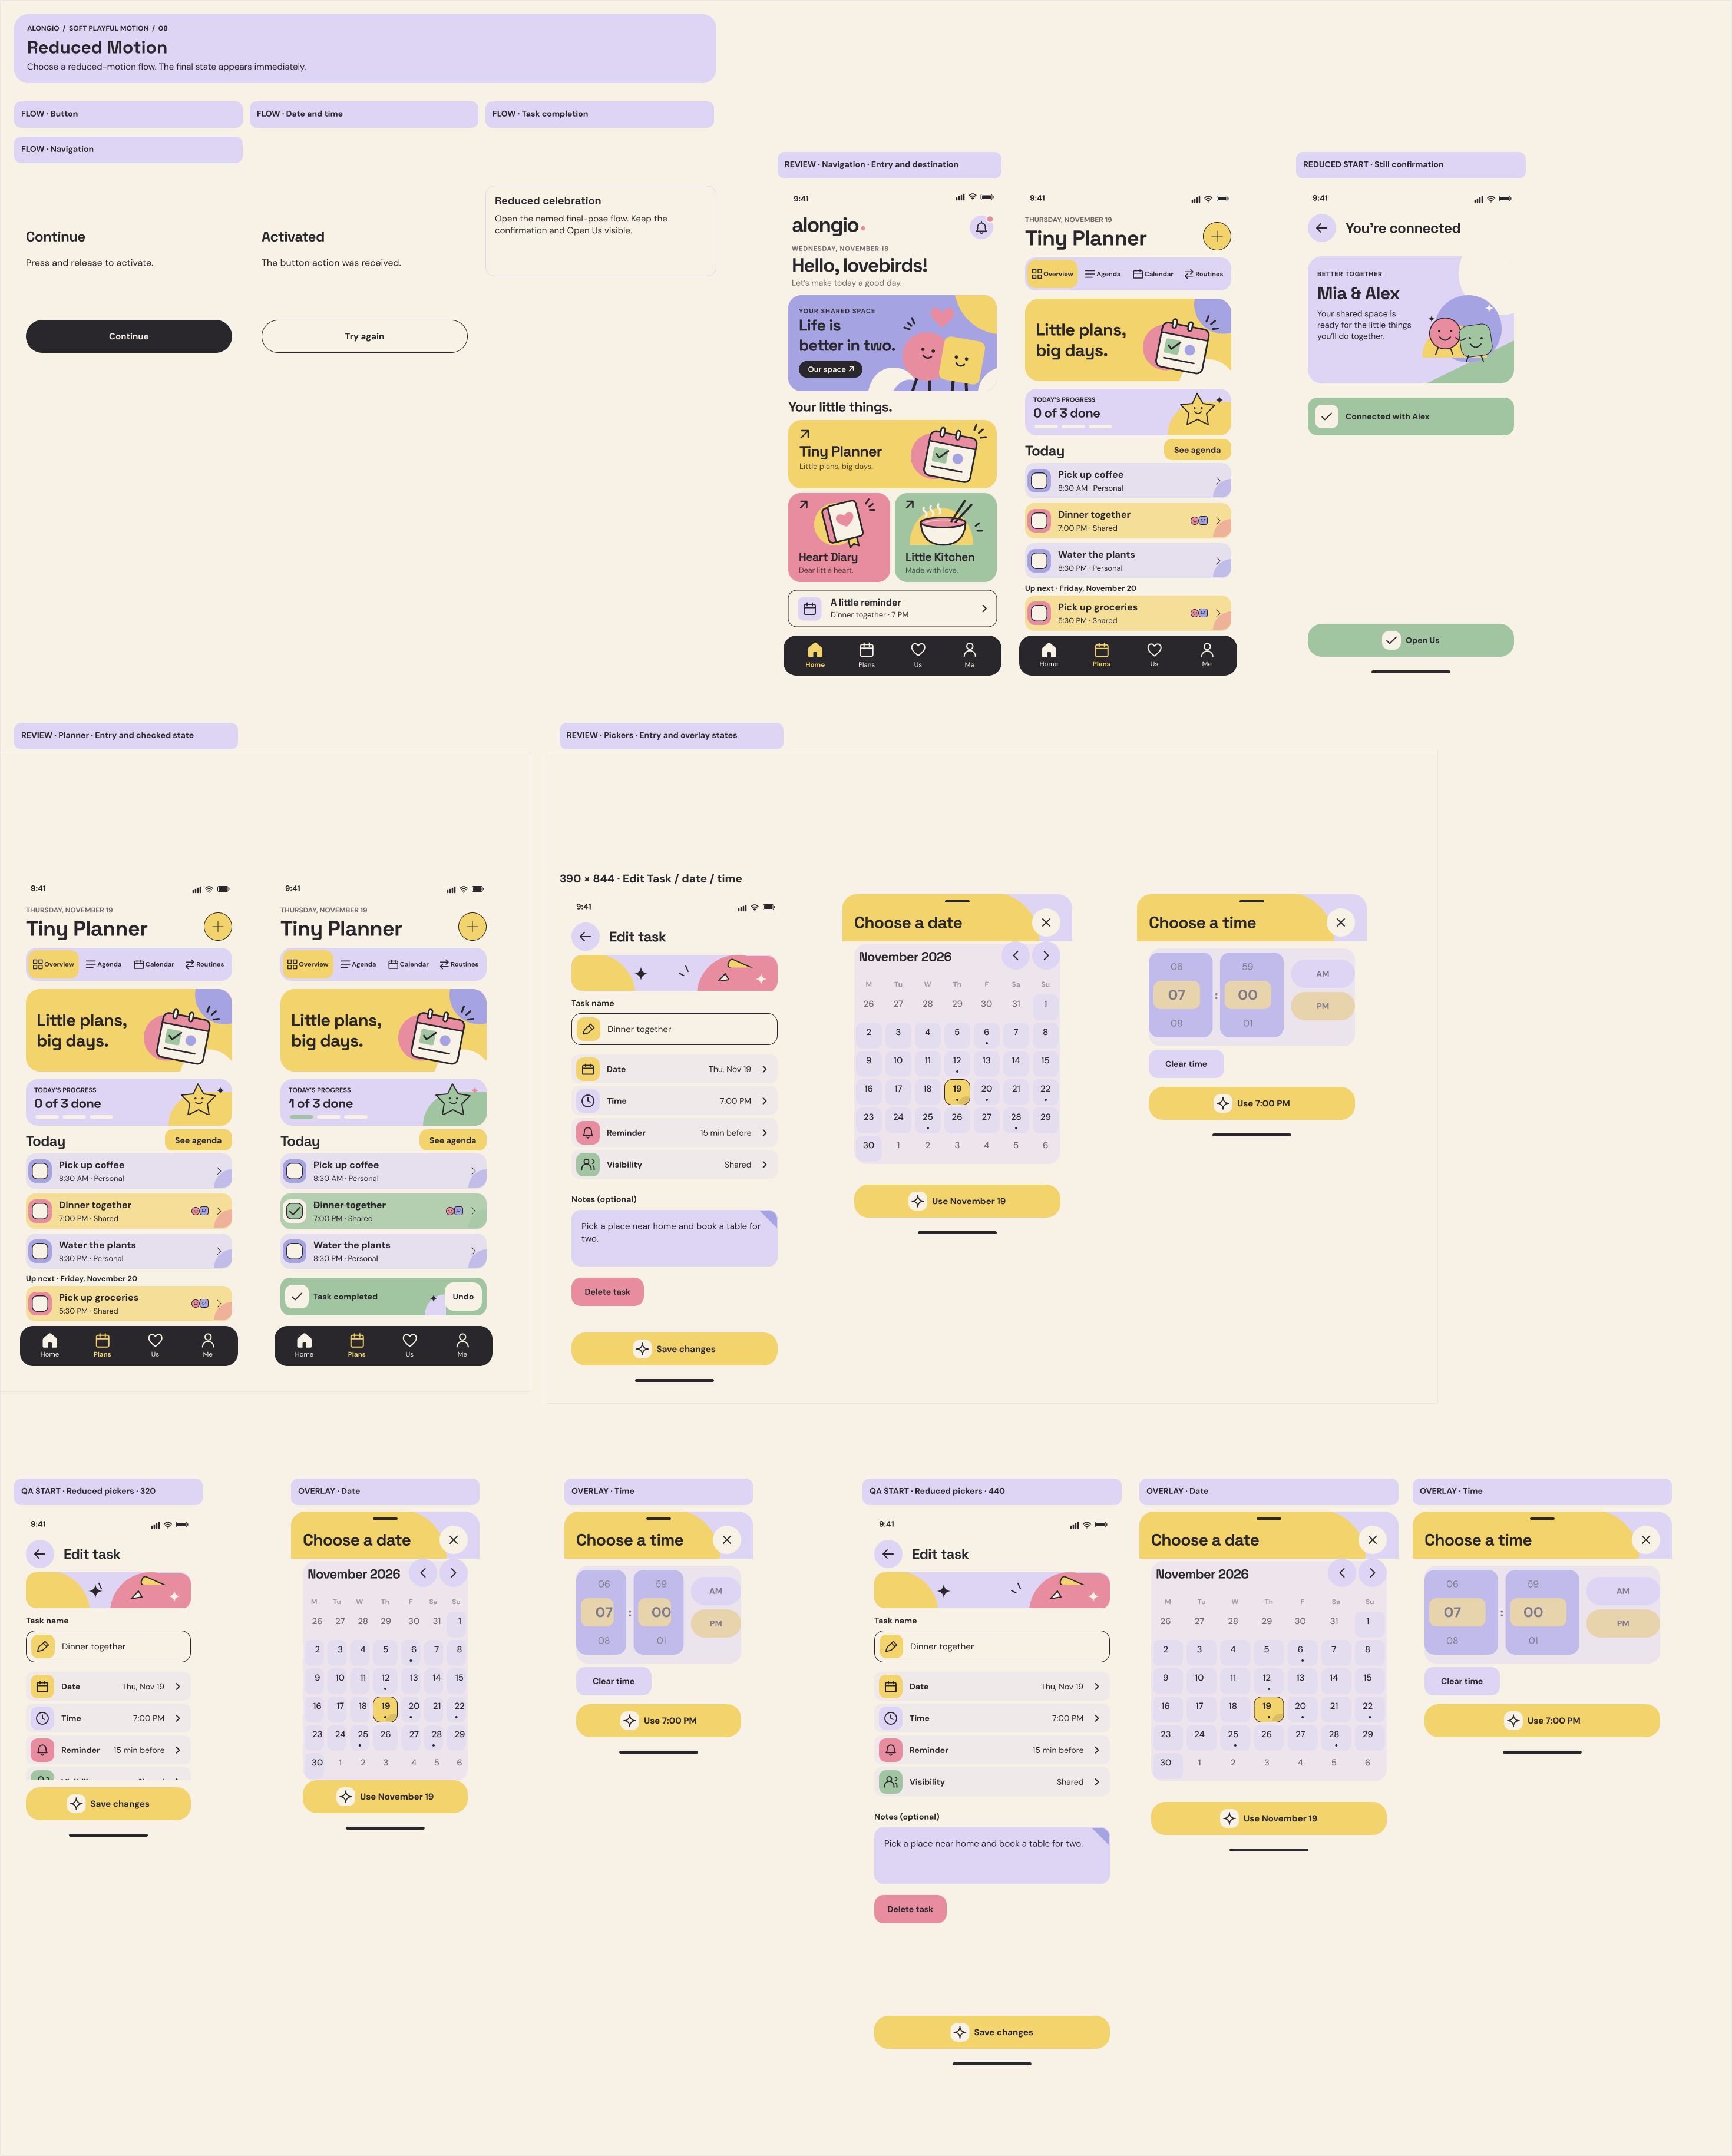 ALONGIO / SOFT PLAYFUL MOTION / 08
Reduced Motion
Choose a reduced-motion flow. The final state appears immediately.
FLOW · Button
FLOW · Date and time
FLOW · Task completion
FLOW · Navigation
Continue
Press and release to activate.
Continue
Activated
The button action was received.
Try again
Reduced celebration
Open the named final-pose flow. Keep the
confirmation and Open Us visible.
REVIEW · Navigation · Entry and destination
9:41
alongio
WEDNESDAY, NOVEMBER 18
Hello, lovebirds!
Let's make today a good day.
YOUR SHARED SPACE
Life is
better in two.
Our space
Your little things.
Tiny Planner
Little plans, big days.
Heart Diary
Dear little heart.
Little Kitchen
Made with love.
A little reminder
Dinner together · 7 PM
Home Plans Us Me
9:41
THURSDAY, NOVEMBER 19
Tiny Planner
Overview Agenda Calendar Routines
Little plans,
big days.
TODAY'S PROGRESS
0 of 3 done
Today
See agenda
Pick up coffee
8:30 AM · Personal
Dinner together
7:00 PM · Shared
Water the plants
8:30 PM · Personal
Up next · Friday, November 20
Pick up groceries
5:30 PM · Shared
Home Plans Us Me
REDUCED START · Still confirmation
9:41
You're connected
BETTER TOGETHER
Mia & Alex
Your shared space is
ready for the little things
you'll do together.
Connected with Alex
Open Us
REVIEW · Planner · Entry and checked state
9:41
THURSDAY, NOVEMBER 19
Tiny Planner
Overview Agenda Calendar Routines
Little plans,
big days.
TODAY'S PROGRESS
0 of 3 done
Today
See agenda
Pick up coffee
8:30 AM · Personal
Dinner together
7:00 PM · Shared
Water the plants
8:30 PM · Personal
Up next · Friday, November 20
Pick up groceries
5:30 PM · Shared
Home Plans Us Me
9:41
THURSDAY, NOVEMBER 19
Tiny Planner
Overview Agenda Calendar Routines
Little plans,
big days.
TODAY'S PROGRESS
1 of 3 done
Today
See agenda
Pick up coffee
8:30 AM · Personal
Dinner together
7:00 PM · Shared
Water the plants
8:30 PM · Personal
Task completed
Undo
Home Plans Us Me
REVIEW · Pickers · Entry and overlay states
390 × 844 · Edit Task / date / time
9:41
Edit task
Task name
Dinner together
Date Thu, Nov 19
Time 7:00 PM
Reminder 15 min before
Visibility Shared
Notes (optional)
Pick a place near home and book a table for
two.
Delete task
Save changes
Choose a date
November 2026
M Tu W Th F Sa Su
26 27 28 29 30 31 1
2 3 4 5 6 7 8
9 10 11 12 13 14 15
16 17 18 19 20 21 22
23 24 25 26 27 28 29
30 1 2 3 4 5 6
Use November 19
Choose a time
06 59
07 : 00
08 01
AM
PM
Clear time
Use 7:00 PM
QA START · Reduced pickers · 320
9:41
Edit task
Task name
Dinner together
Date Thu, Nov 19
Time 7:00 PM
Reminder 15 min before
Save changes
OVERLAY · Date
Choose a date
November 2026
M Tu W Th F Sa Su
26 27 28 29 30 31 1
2 3 4 5 6 7 8
9 10 11 12 13 14 15
16 17 18 19 20 21 22
23 24 25 26 27 28 29
30 1 2 3 4 5 6
Use November 19
OVERLAY · Time
Choose a time
06 59
07 : 00
08 01
AM
PM
Clear time
Use 7:00 PM
QA START · Reduced pickers · 440
9:41
Edit task
Task name
Dinner together
Date Thu, Nov 19
Time 7:00 PM
Reminder 15 min before
Visibility Shared
Notes (optional)
Pick a place near home and book a table for two.
Delete task
Save changes
OVERLAY · Date
Choose a date
November 2026
M Tu W Th F Sa Su
26 27 28 29 30 31 1
2 3 4 5 6 7 8
9 10 11 12 13 14 15
16 17 18 19 20 21 22
23 24 25 26 27 28 29
30 1 2 3 4 5 6
Use November 19
OVERLAY · Time
Choose a time
06 59
07 : 00
08 01
AM
PM
Clear time
Use 7:00 PM